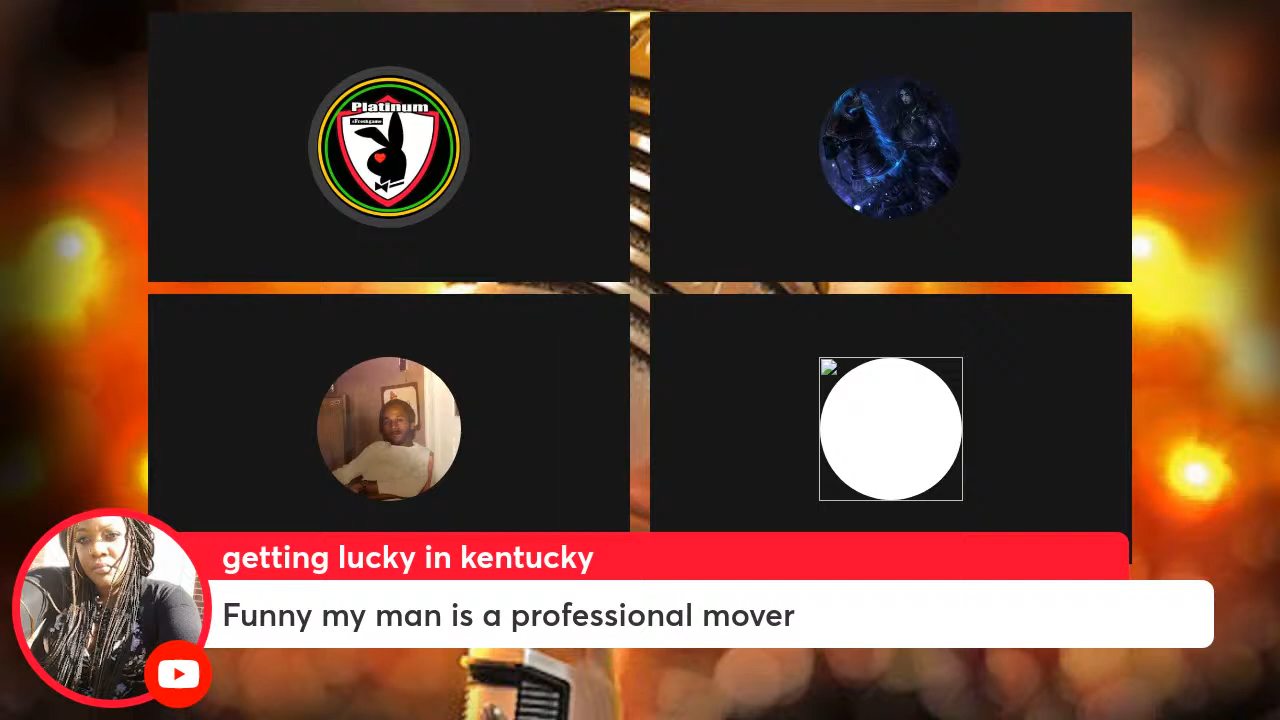 Platinum
getting lucky in kentucky
Funny my man is a professional mover